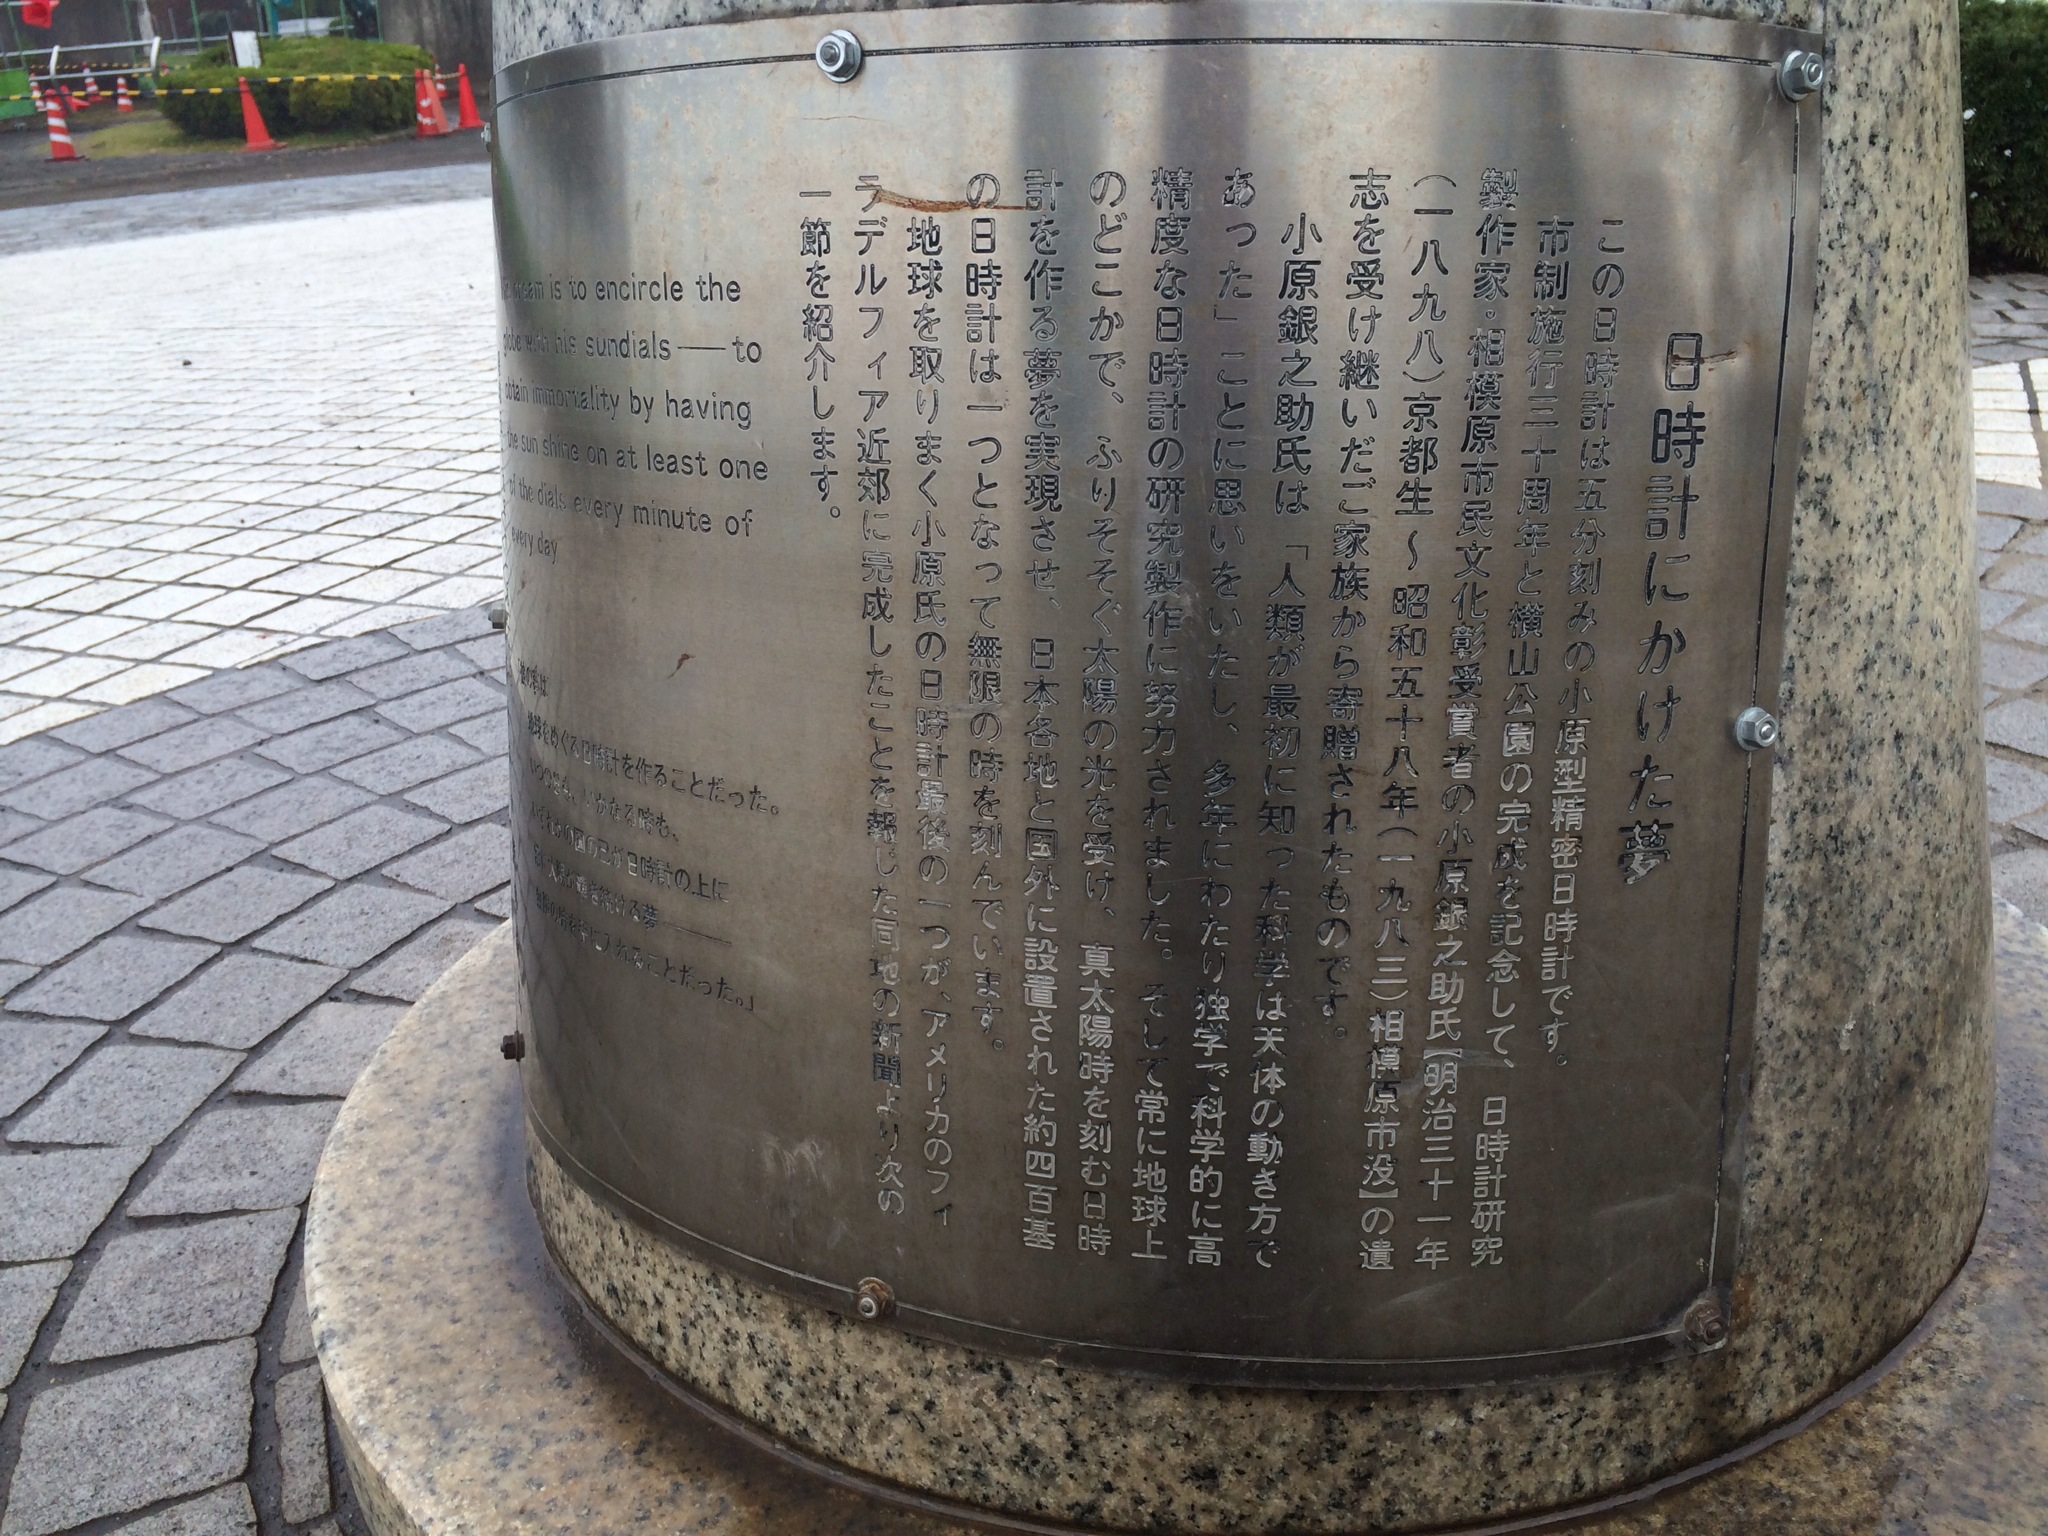 日時計にかけた夢
この日時計は五分刻みの小原型精密日時計です。
市制施行三十周年と横山公園の完成を記念して、日時計研究
製作家・相模原市民文化彰受賞者の小原銀之助氏【明治三十一年
(一八九八)京都生〜昭和五十八年(一九八三)相模原市没】の遺
志を受け継いだご家族から寄贈されたものです。
小原銀之助氏は「人類が最初に知った科学は天体の動き方で
あった」ことに思いをいたし、多年にわたり独学で科学的に高
精度な日時計の研究製作に努力されました。そして常に地球上
のどこかで、ふりそそぐ太陽の光を受け、真太陽時を刻む日時
計を作る夢を実現させ、日本各地と国外に設置された約四百基
の日時計は一つとなって無限の時を刻んでいます。
地球を取りまく小原氏の日時計最後の一つが、アメリカのフィ
ラデルフィア近郊に完成したことを報じた同地の新聞より次の
一節を紹介します。
dream is to encircle the
globe with his sundials——to
obtain immortality by having
the sun shine on at least one
of the dials every minute of
every day
地球をめぐる日時計を作ることだった。
いかなる時も、
の国の日時計の上に
続ける夢——
手に入れることだった。」